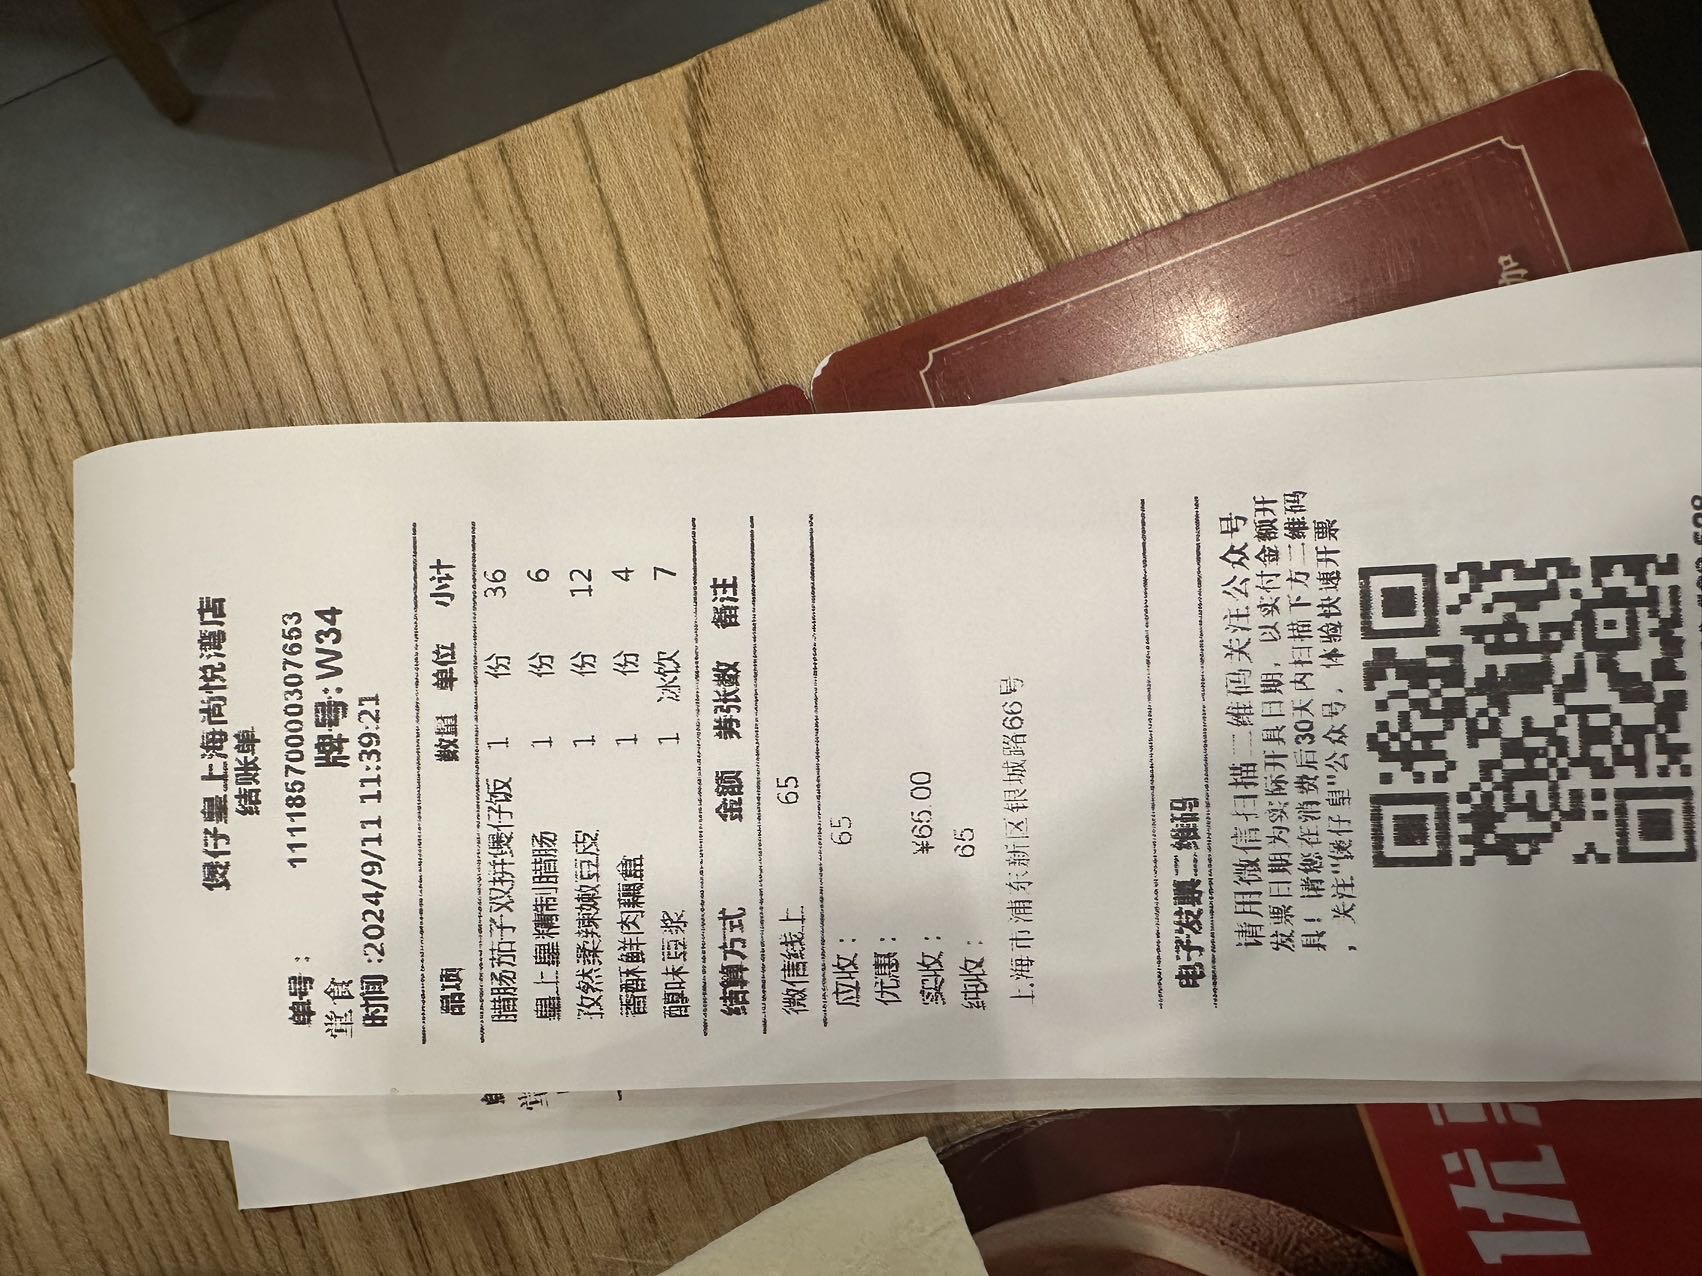 煲仔皇上海尚悦湾店
结账单
单号： 1111857000000307653
堂食 牌号:W34
时间:2024/9/11 11:39:21
品项 数量 单位 小计
腊肠茄子双拼煲仔饭 1 份 36
皇上皇精制腊肠 1 份 6
孜然柔辣嫩豆皮 1 份 12
香酥鲜肉藕盒 1 份 4
醇味豆浆 1 冰饮 7
结算方式 金额 券张数 备注
微信线上 65
应收： 65
优惠：
实收： ¥65.00
纯收： 65
上海市浦东新区银城路66号
电子发票二维码
请用微信扫描二维码关注公众号
发票日期为实际开具日期，以实付金额开
具！请您在消费后30天内扫描下方二维码
，关注"煲仔皇"公众号，体验快速开票
堂
优